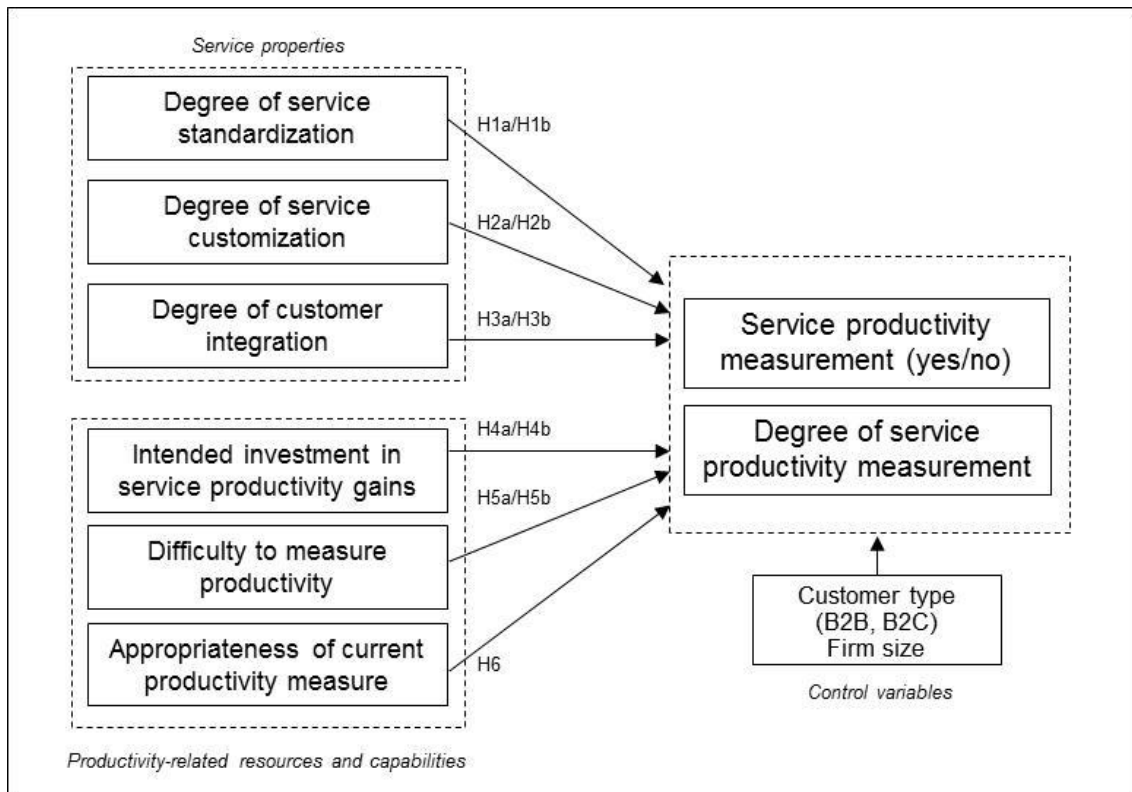 Service properties
Degree of service
standardization
H1a/H1b
Degree of service
customization
H2a/H2b
Degree of customer
integration
H3a/H3b
Service productivity
measurement (yes/no)
Degree of service
productivity measurement
Intended investment in
service productivity gains
H4a/H4b
Difficulty to measure
productivity
H5a/H5b
Appropriateness of current
productivity measure
H6
Customer type
(B2B, B2C)
Firm size
Control variables
Productivity-related resources and capabilities